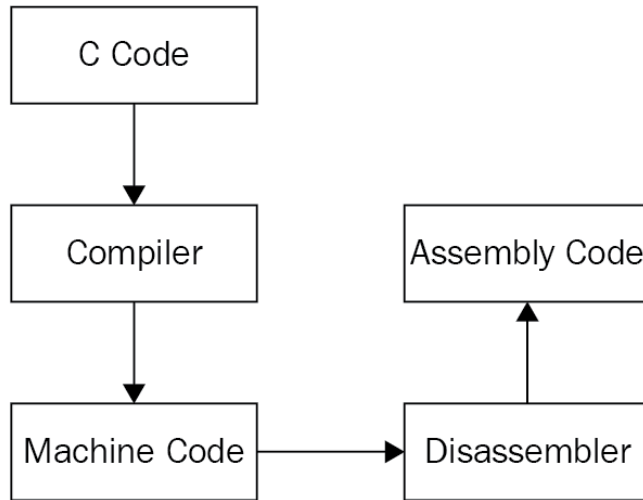 C Code
Compiler
Assembly Code
Machine Code
Disassembler